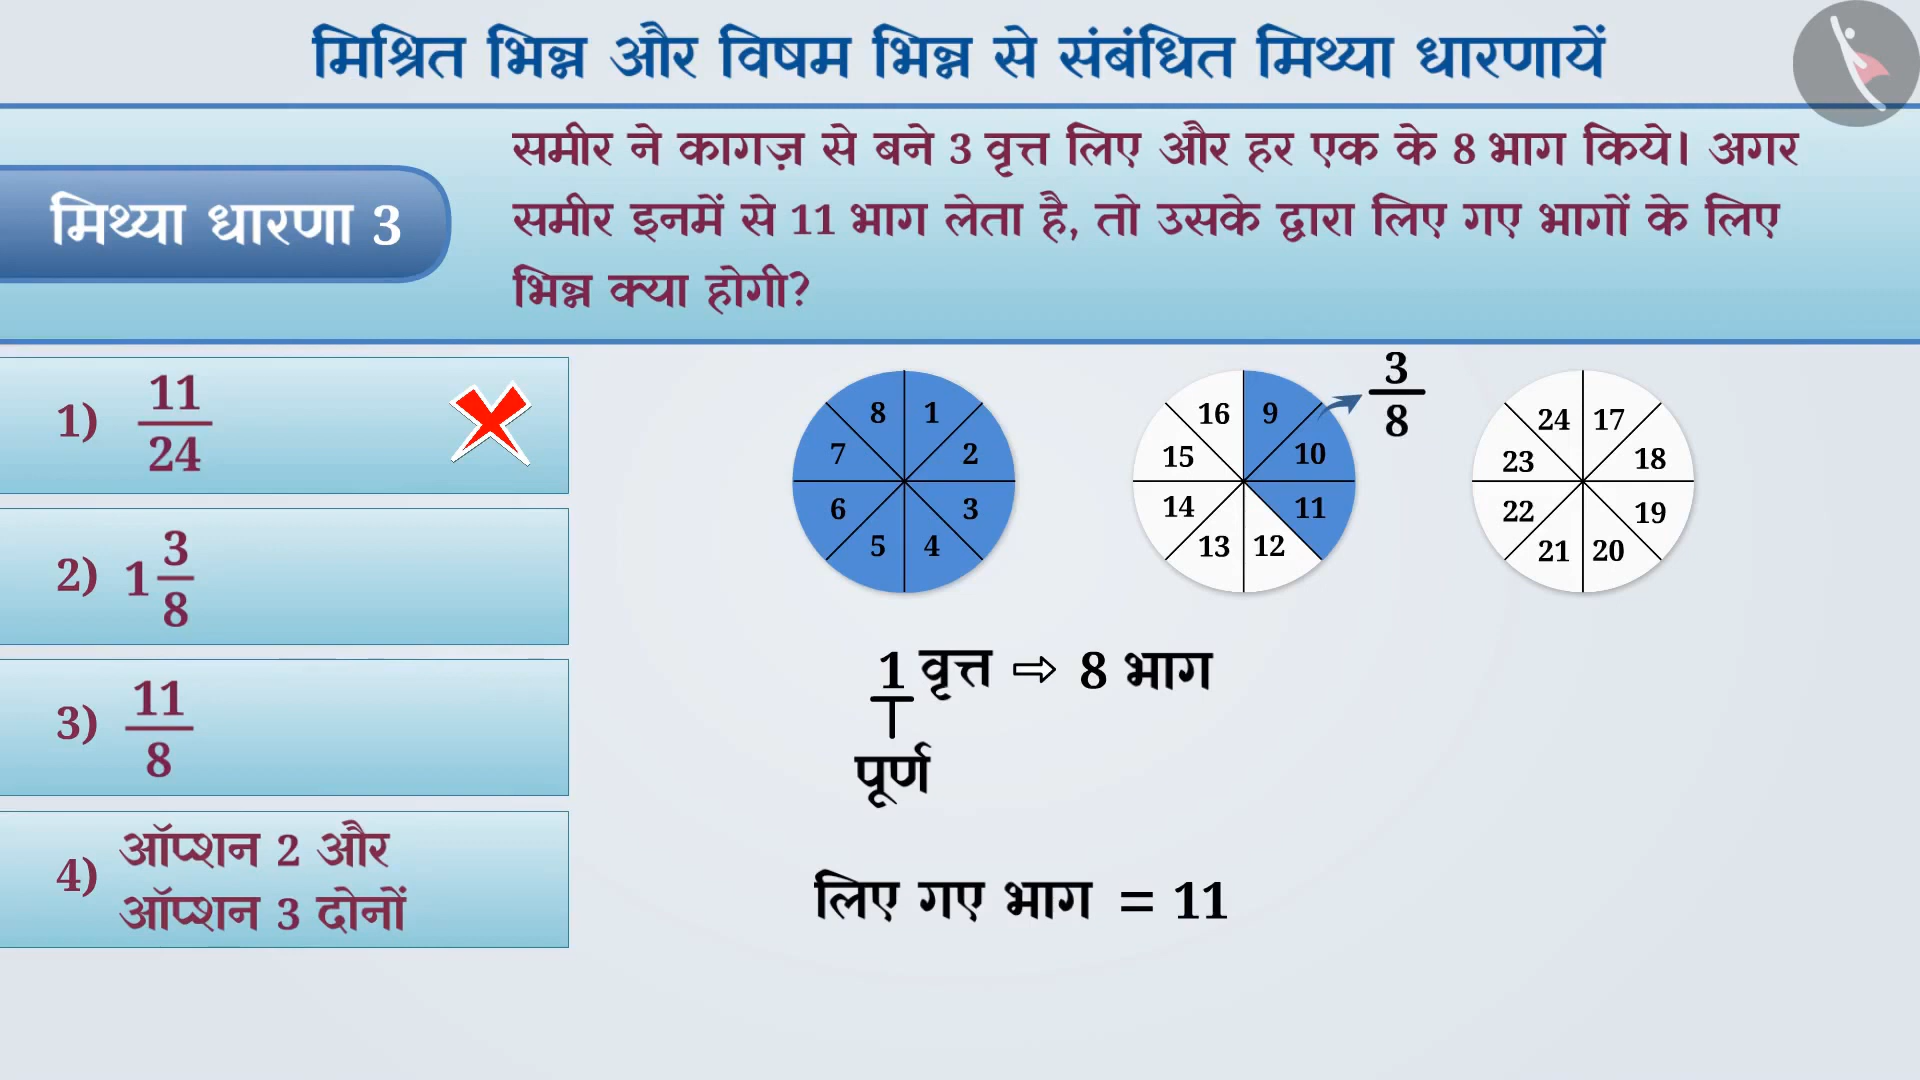 मिश्रित भिन्न और विषम भिन्न से संबंधित मिथ्या धारणायें
मिथ्या धारणा 3
समीर ने कागज़ से बने 3 वृत्त लिए और हर एक के 8 भाग किये। अगर
समीर इनमें से 11 भाग लेता है, तो उसके द्वारा लिए गए भागों के लिए
भिन्न क्या होगी?
1) 11/24
2) 1 3/8
3) 11/8
4) ऑप्शन 2 और
ऑप्शन 3 दोनों
8 1
7 2
6 3
5 4
16 9
15 10
14 11
13 12
3/8
24 17
23 18
22 19
21 20
1 वृत्त ⇨ 8 भाग
पूर्ण
लिए गए भाग = 11